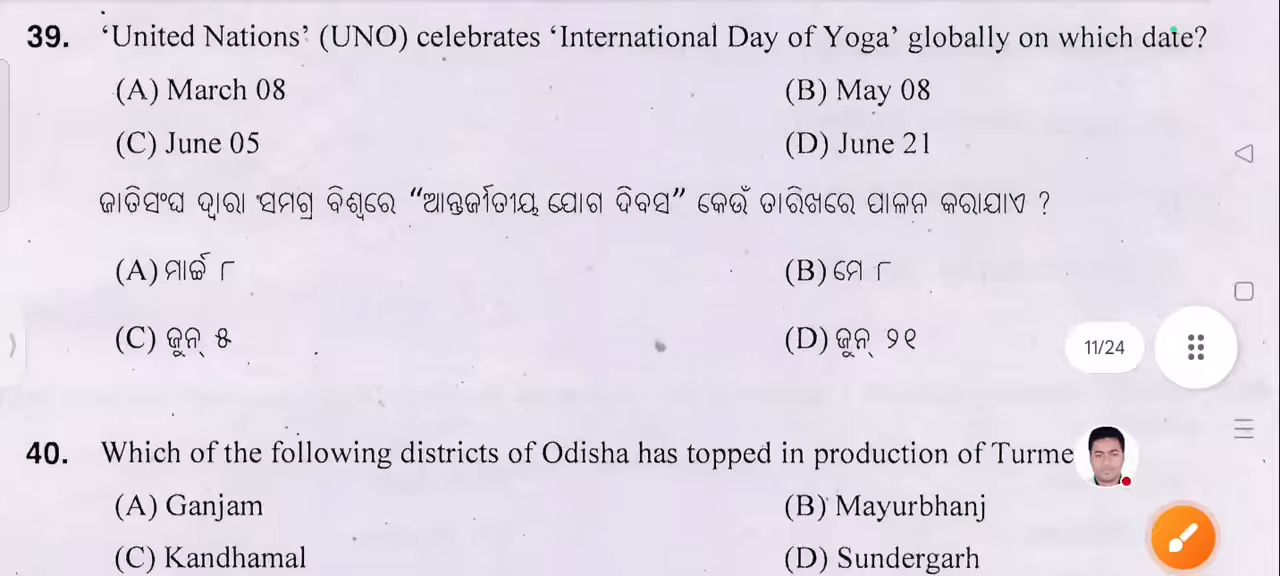 39. ‘United Nations’ (UNO) celebrates ‘International Day of Yoga’ globally on which date?
(A) March 08 (B) May 08
(C) June 05 (D) June 21
ଜାତିସଂଘ ଦ୍ୱାରା ସମଗ୍ର ବିଶ୍ୱରେ “ଆନ୍ତର୍ଜାତୀୟ ଯୋଗ ଦିବସ” କେଉଁ ତାରିଖରେ ପାଳନ କରାଯାଏ ?
(A) ମାର୍ଚ୍ଚ ୮ (B) ମେ ୮
(C) ଜୁନ୍ ୫ (D) ଜୁନ୍ ୨୧
11/24
40. Which of the following districts of Odisha has topped in production of Turme
(A) Ganjam (B) Mayurbhanj
(C) Kandhamal (D) Sundergarh